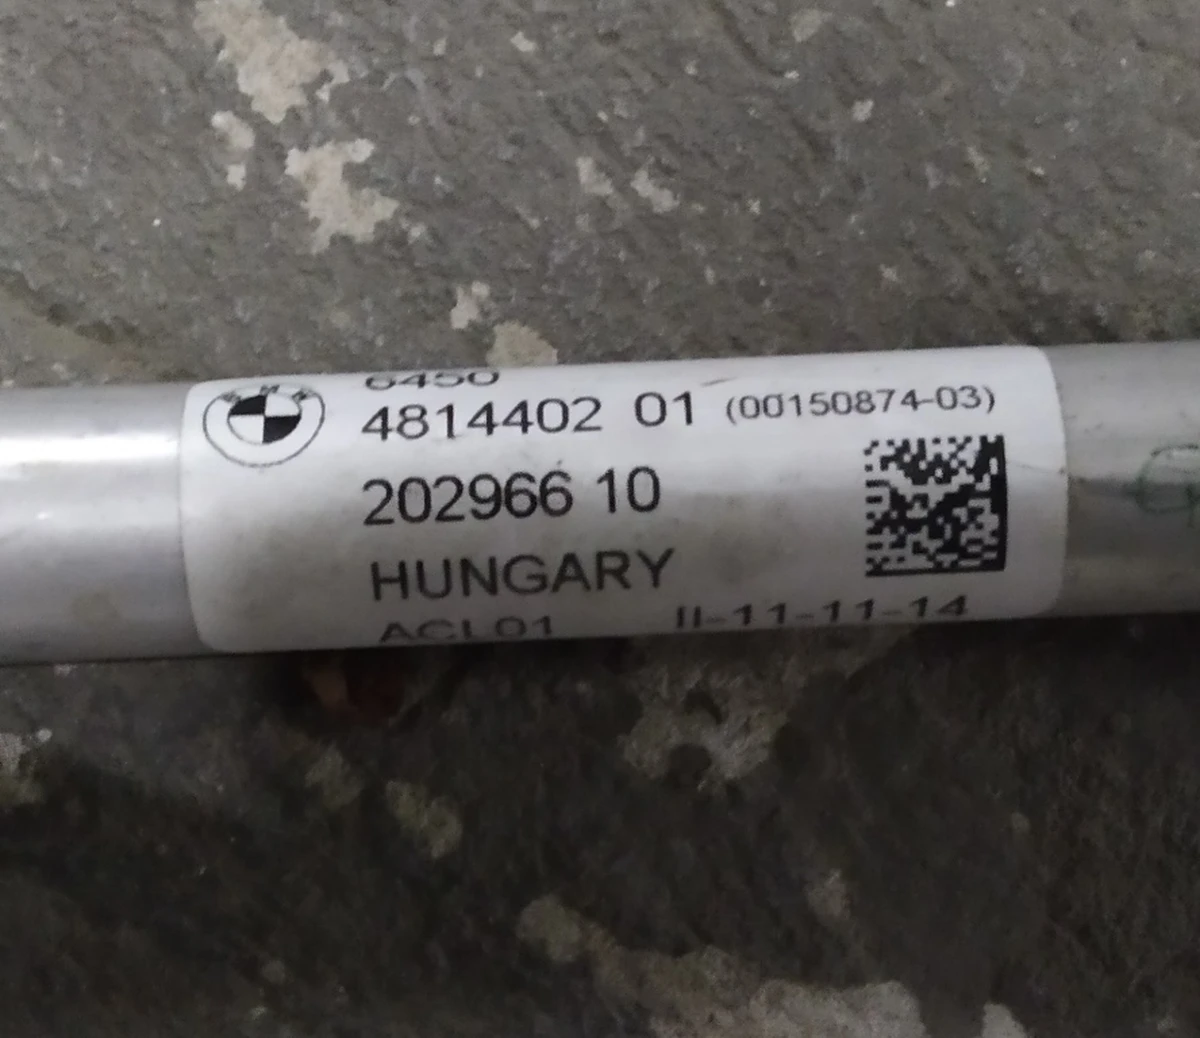 6450
4814402 01 (00150874-03)
202966 10
HUNGARY
ACL01 II-11-11-14